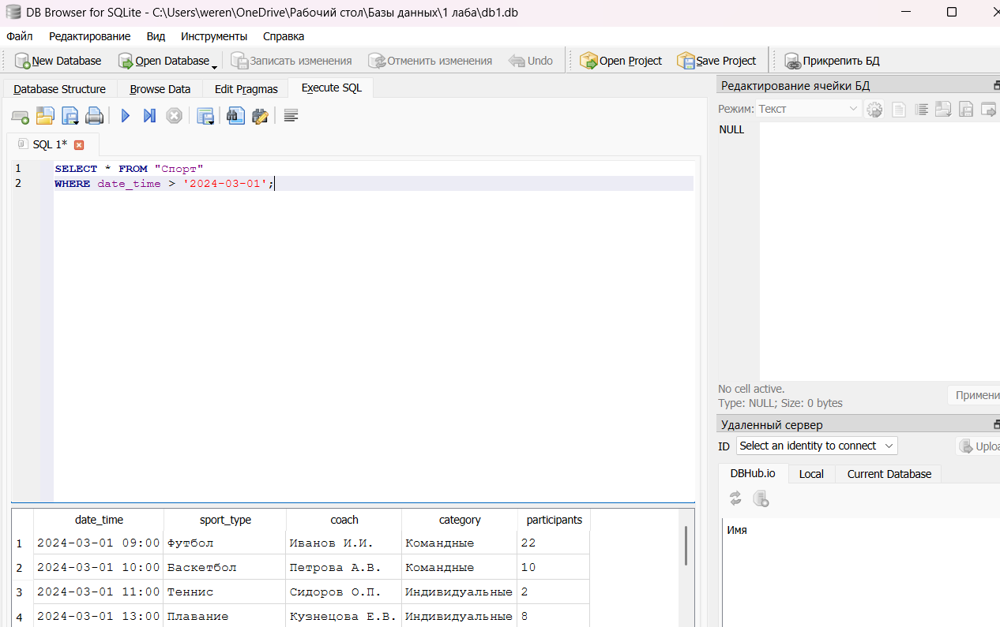 DB Browser for SQLite - C:\Users\weren\OneDrive\Рабочий стол\Базы данных\1 лаба\db1.db
Файл Редактирование Вид Инструменты Справка
New Database Open Database Записать изменения Отменить изменения Undo Open Project Save Project Прикрепить БД
Database Structure Browse Data Edit Pragmas Execute SQL
SQL 1*
1 SELECT * FROM "Спорт"
2 WHERE date_time > '2024-03-01';
date_time sport_type coach category participants
1 2024-03-01 09:00 Футбол Иванов И.И. Командные 22
2 2024-03-01 10:00 Баскетбол Петрова А.В. Командные 10
3 2024-03-01 11:00 Теннис Сидоров О.П. Индивидуальные 2
4 2024-03-01 13:00 Плавание Кузнецова Е.В. Индивидуальные 8
Редактирование ячейки БД
Режим: Текст
NULL
No cell active.
Type: NULL; Size: 0 bytes
Примени
Удаленный сервер
ID Select an identity to connect Uploa
DBHub.io Local Current Database
Имя